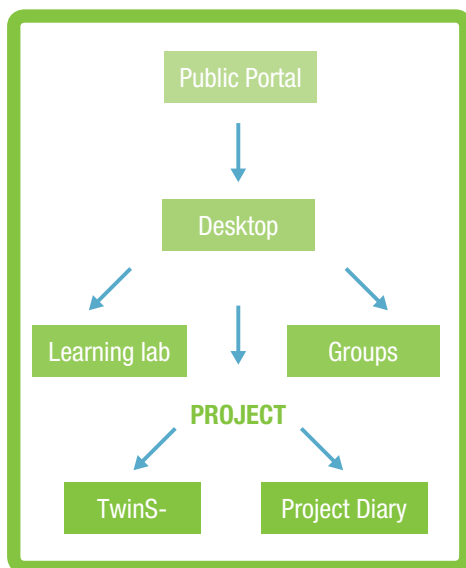 Public Portal
Desktop
Learning lab
Groups
PROJECT
TwinS-
Project Diary